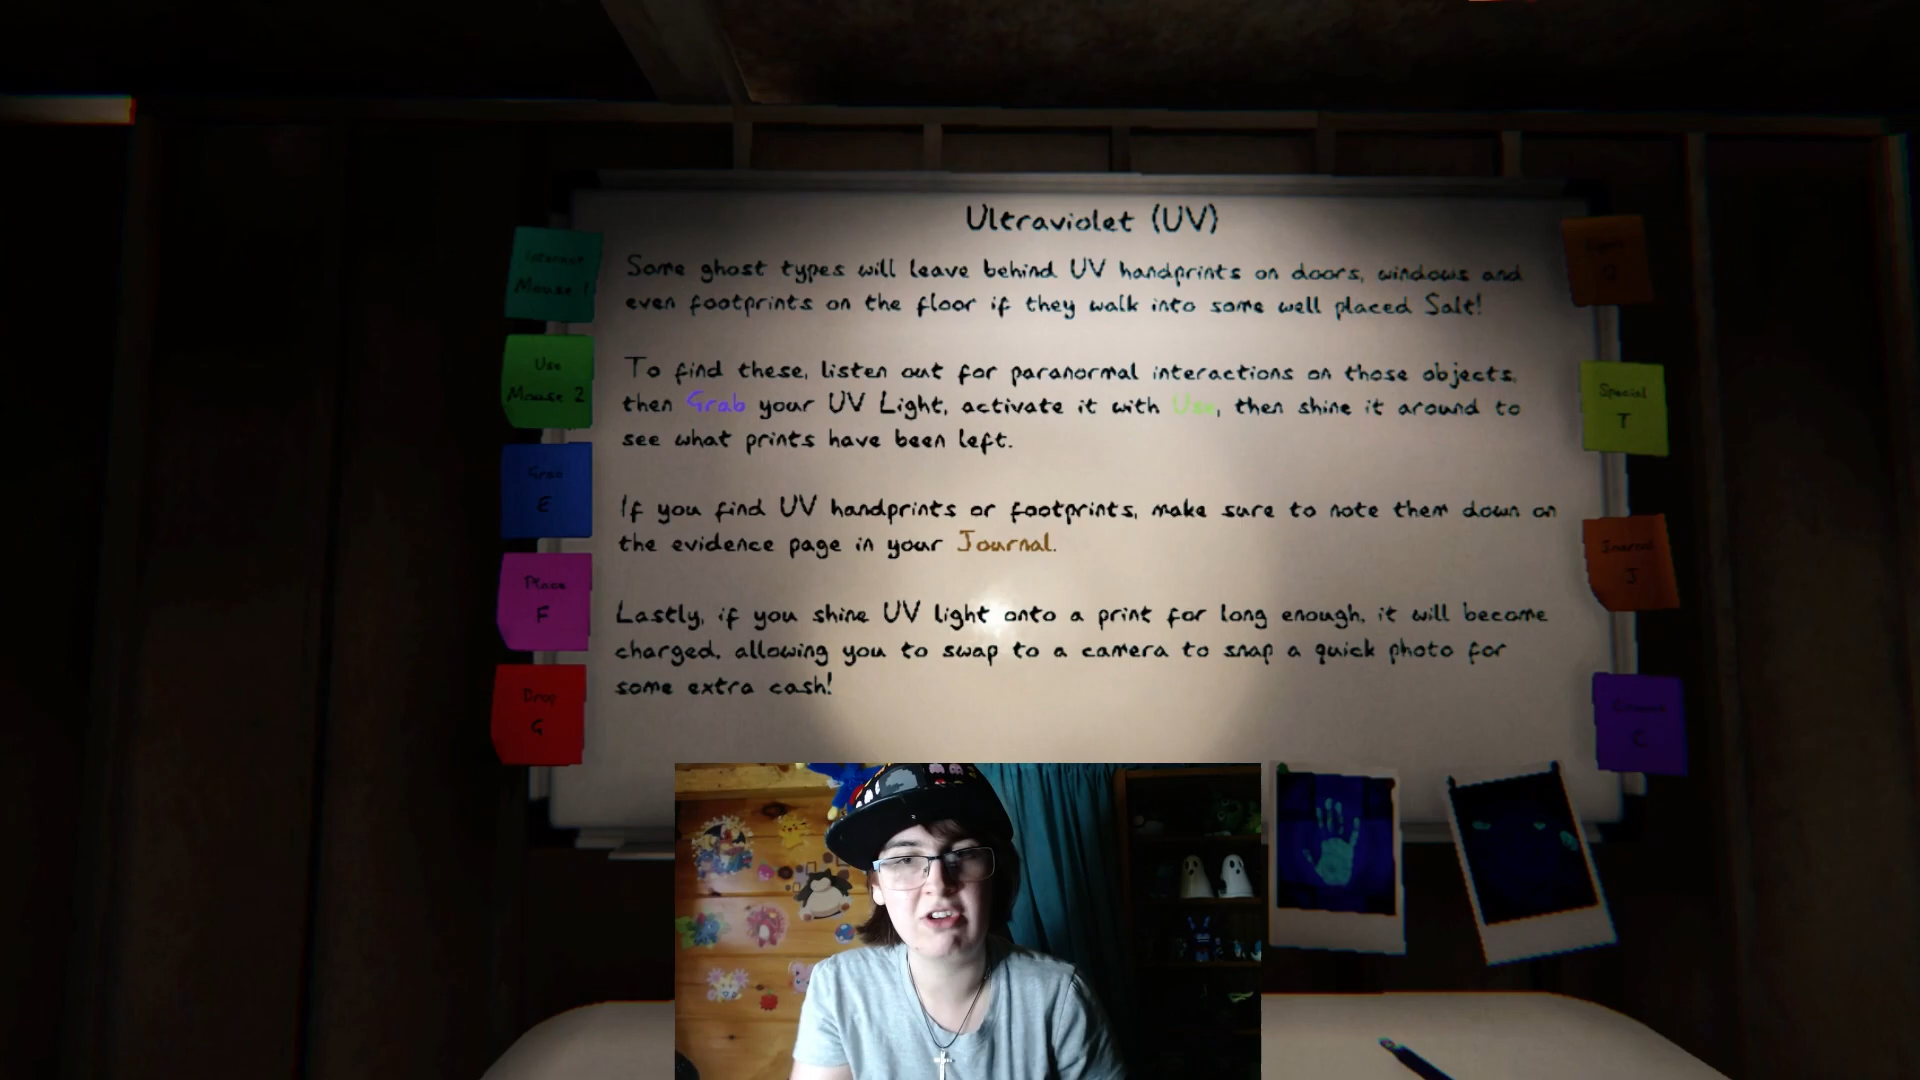 Ultraviolet (UV)
Some ghost types will leave behind UV handprints on doors, windows and
even footprints on the floor if they walk into some well placed Salt!
To find these, listen out for paranormal interactions on those objects,
then Grab your UV Light, activate it with Use, then shine it around to
see what prints have been left.
If you find UV handprints or footprints, make sure to note them down on
the evidence page in your Journal.
Lastly, if you shine UV light onto a print for long enough, it will become
charged, allowing you to swap to a camera to snap a quick photo for
some extra cash!
Interact
Mouse 1
Use
Mouse 2
Grab
E
Place
F
Drop
G
Special
T
Journal
J
C